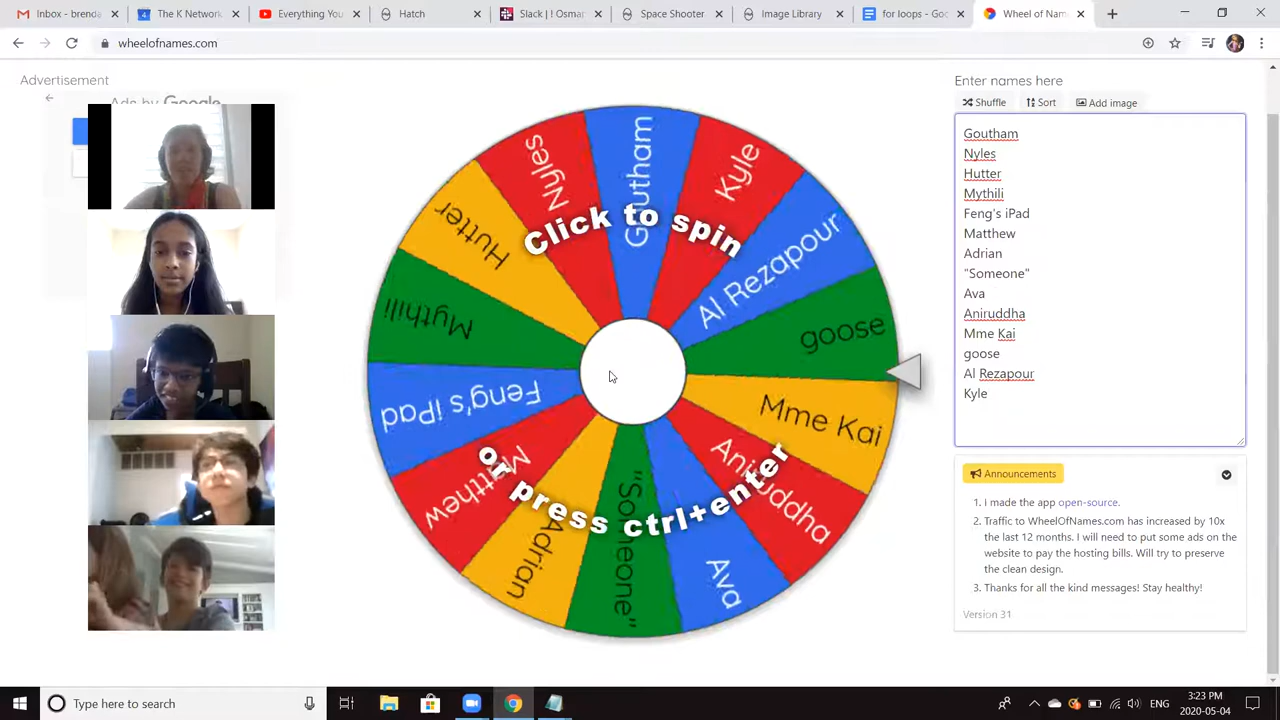 Inbox - brende
The K Network
Everything You
Hatch
Slack | I Osmo
Space Shooter
Image Library
for loops - Goo
Wheel of Nam
wheelofnames.com
Advertisement
Ads by Google
Nyles
Goutham
Kyle
Hutter
Al Rezapour
Mythili
goose
Feng's iPad
Mme Kai
Matthew
Aniruddha
Adrian
"Someone"
Ava
Click to spin
or press ctrl+enter
Enter names here
Shuffle
Sort
Add image
Goutham
Nyles
Hutter
Mythili
Feng's iPad
Matthew
Adrian
"Someone"
Ava
Aniruddha
Mme Kai
goose
Al Rezapour
Kyle
Announcements
1. I made the app open-source.
2. Traffic to WheelOfNames.com has increased by 10x
the last 12 months. I will need to put some ads on the
website to pay the hosting bills. Will try to preserve
the clean design.
3. Thanks for all the kind messages! Stay healthy!
Version 31
Type here to search
ENG
3:23 PM
2020-05-04